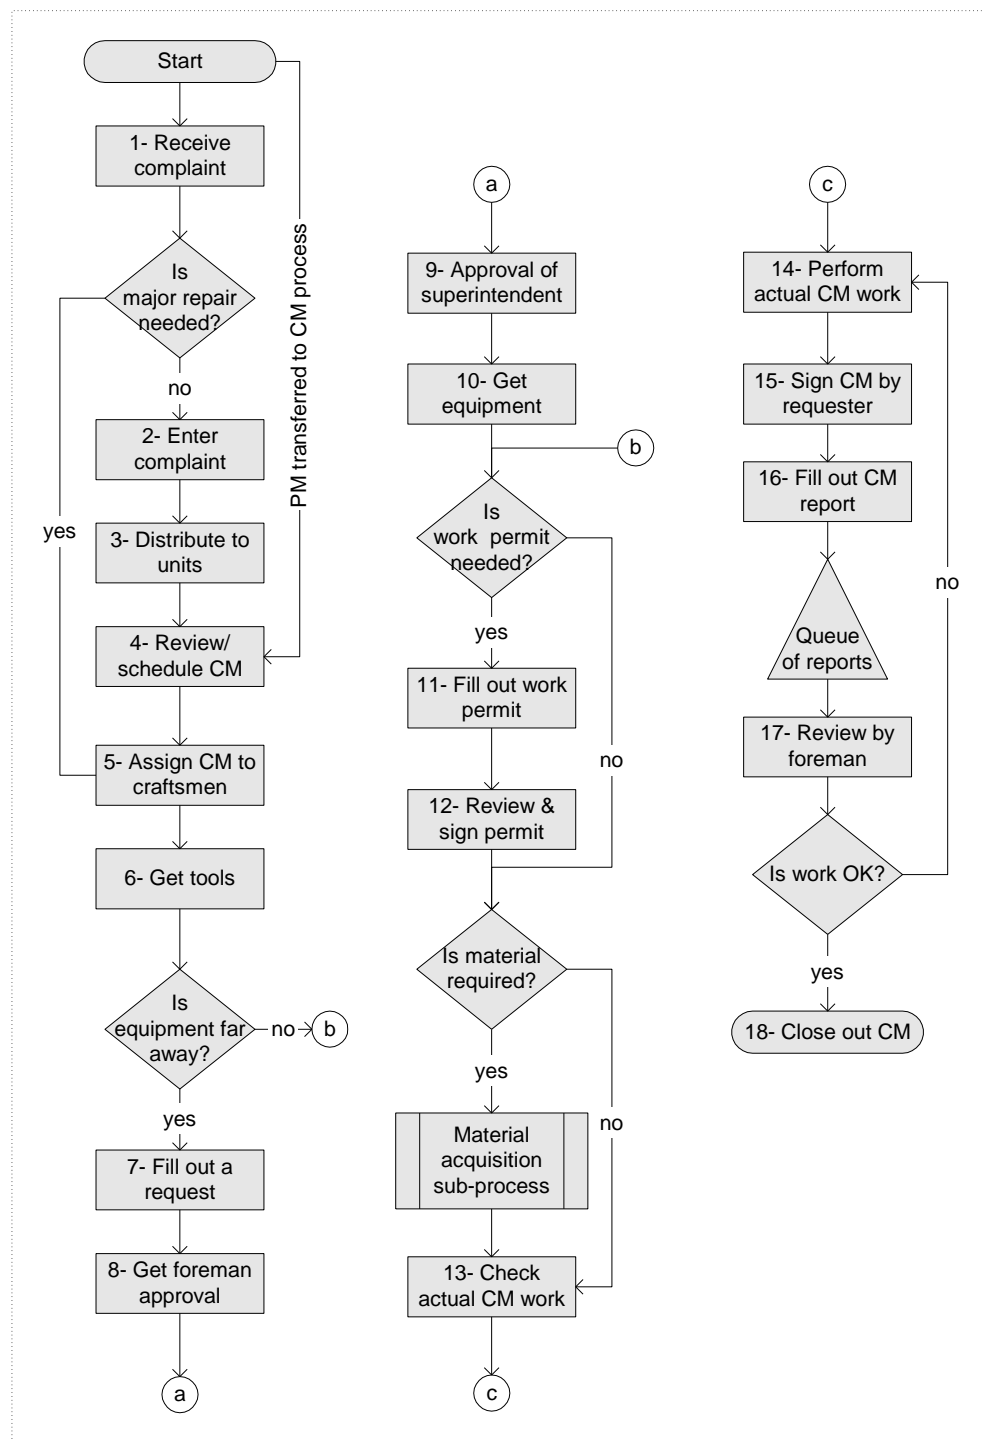 Start
1- Receive
complaint
Is
major repair
needed?
no
yes
PM transferred to CM process
2- Enter
complaint
3- Distribute to
units
4- Review/
schedule CM
5- Assign CM to
craftsmen
6- Get tools
Is
equipment far
away?
no
b
yes
7- Fill out a
request
8- Get foreman
approval
a
a
9- Approval of
superintendent
10- Get
equipment
b
Is
work permit
needed?
yes
no
11- Fill out work
permit
12- Review &
sign permit
Is material
required?
yes
no
Material
acquisition
sub-process
13- Check
actual CM work
c
c
14- Perform
actual CM work
15- Sign CM by
requester
16- Fill out CM
report
Queue
of reports
17- Review by
foreman
Is work OK?
no
yes
18- Close out CM